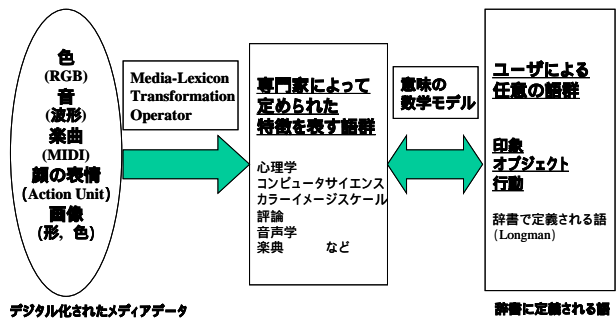 色
(RGB)
音
(波形)
楽曲
(MIDI)
顔の表情
(Action Unit)
画像
(形，色)
デジタル化されたメディアデータ
Media-Lexicon
Transformation
Operator
専門家によって
定められた
特徴を表す語群
心理学
コンピュータサイエンス
カラーイメージスケール
評論
音声学
楽典 など
意味の
数学モデル
ユーザによる
任意の語群
印象
オブジェクト
行動
辞書で定義される語
(Longman)
辞書に定義される語